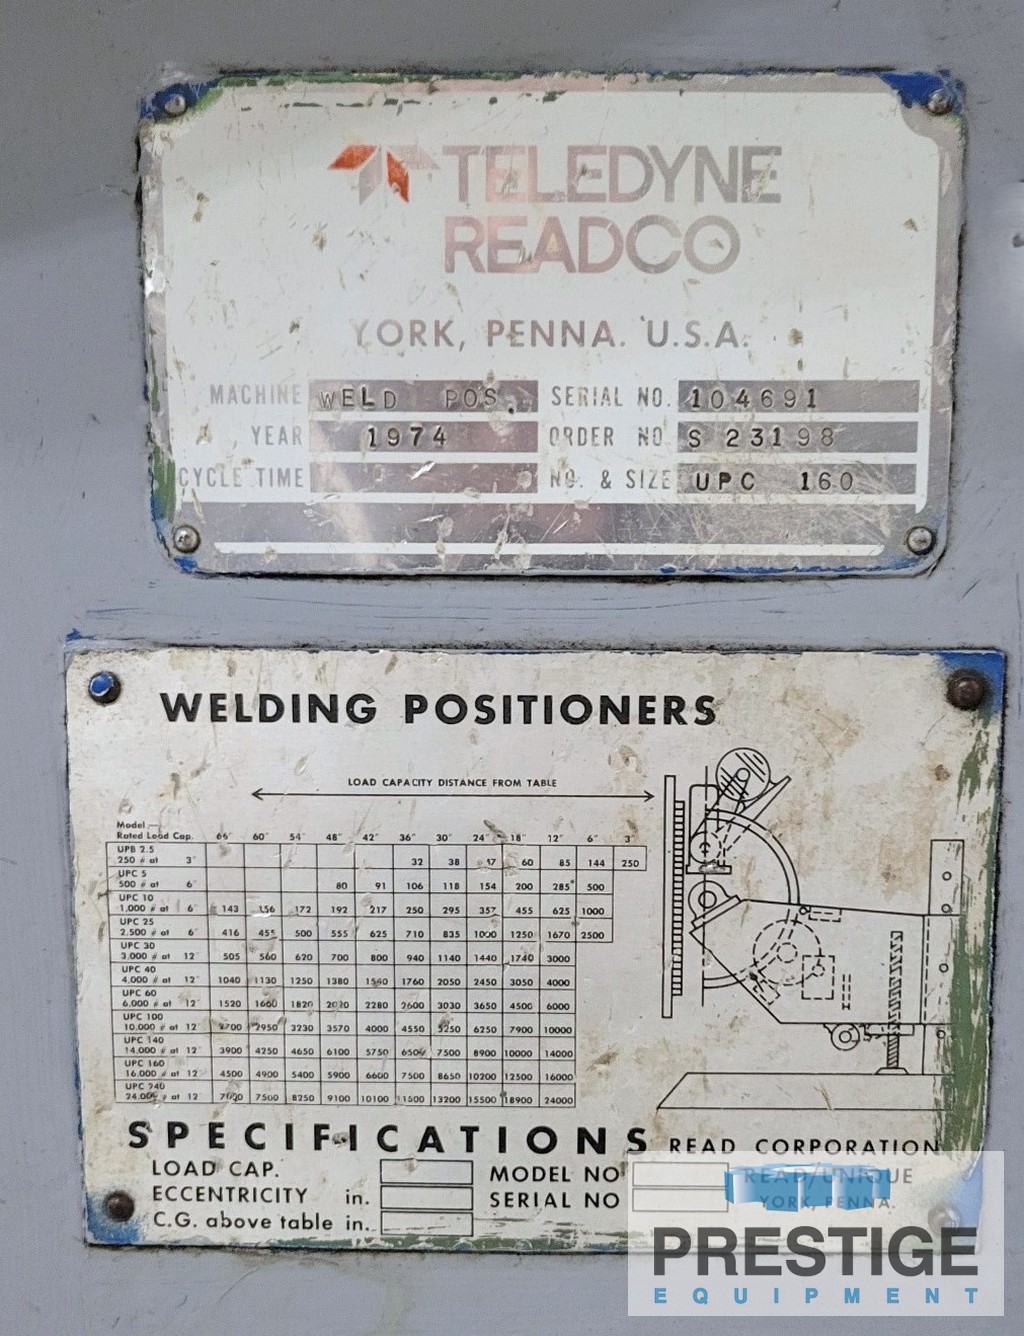 TELEDYNE
READCO
YORK, PENNA. U.S.A.
MACHINE WELD POS. SERIAL NO. 104691
YEAR 1974 ORDER NO. S 23198
CYCLE TIME NO. & SIZE UPC 160
WELDING POSITIONERS
LOAD CAPACITY DISTANCE FROM TABLE
Model —
Rated Load Cap. 66" 60" 54" 48" 42" 36" 30" 24" 18" 12" 6" 3"
UPB 2.5
250 # at 3" 32 38 47 60 85 144 250
UPC 5
500 # at 6" 80 91 106 118 154 200 285 500
UPC 10
1,000 # at 6" 143 156 172 192 217 250 295 357 455 625 1000
UPC 25
2,500 # at 6" 416 455 500 555 625 710 835 1000 1250 1670 2500
UPC 30
3,000 # at 12" 505 560 620 700 800 940 1140 1440 1740 3000
UPC 40
4,000 # at 12" 1040 1130 1250 1380 1540 1760 2050 2450 3050 4000
UPC 60
6,000 # at 12" 1520 1660 1820 2020 2280 2600 3030 3650 4500 6000
UPC 100
10,000 # at 12" 2700 2950 3230 3570 4000 4550 5250 6250 7900 10000
UPC 140
14,000 # at 12" 3900 4250 4650 6100 5750 6500 7500 8900 10000 14000
UPC 160
16,000 # at 12" 4500 4900 5400 5900 6600 7500 8650 10200 12500 16000
UPC 240
24,000 # at 12" 7000 7500 8250 9100 10100 11500 13200 15500 18900 24000
SPECIFICATIONS READ CORPORATION
LOAD CAP. MODEL NO READ/UNIQUE
ECCENTRICITY in. SERIAL NO YORK, PENNA.
C.G. above table in.
PRESTIGE
EQUIPMENT